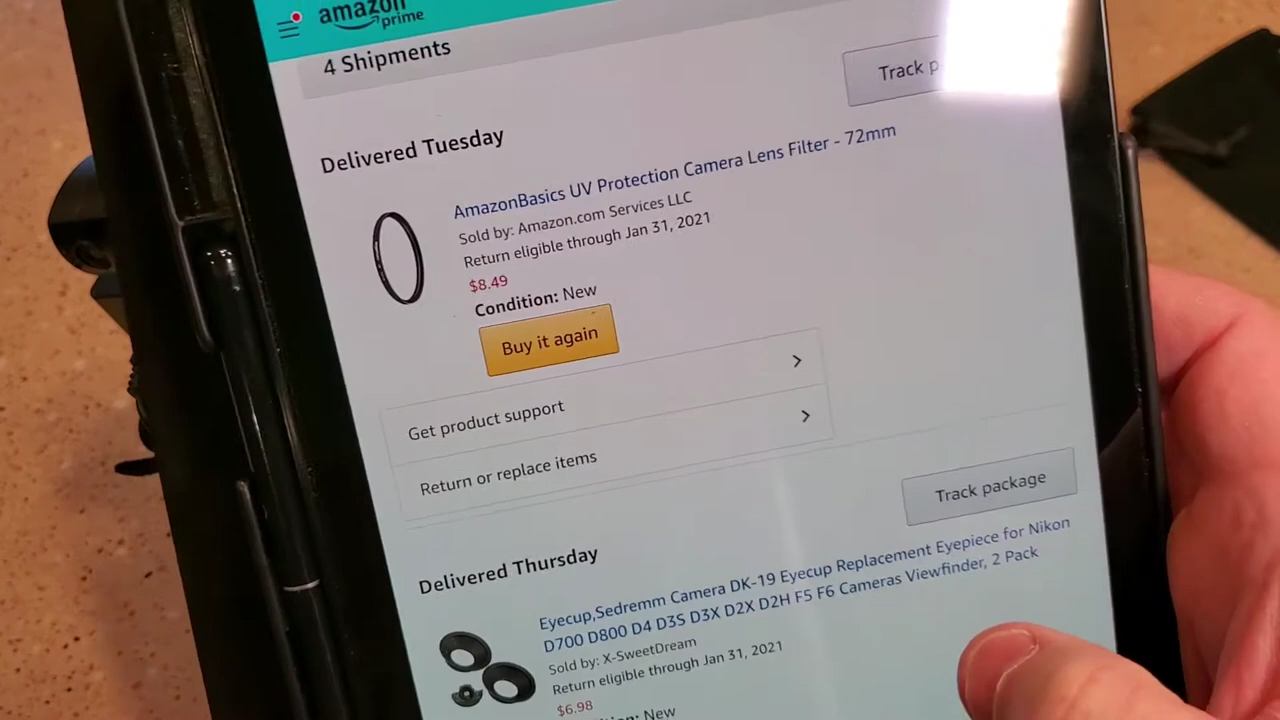 amazon
prime
4 Shipments
Track p
Delivered Tuesday
AmazonBasics UV Protection Camera Lens Filter - 72mm
Sold by: Amazon.com Services LLC
Return eligible through Jan 31, 2021
$8.49
Condition: New
Buy it again
Get product support
Return or replace items
Track package
Delivered Thursday
Eyecup,Sedremm Camera DK-19 Eyecup Replacement Eyepiece for Nikon
D700 D800 D4 D3S D3X D2X D2H F5 F6 Cameras Viewfinder, 2 Pack
Sold by: X-SweetDream
Return eligible through Jan 31, 2021
$6.98
New